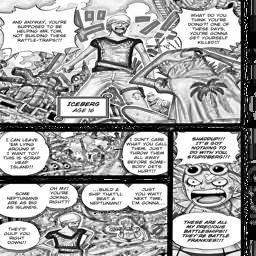 AND ANYWAY, YOU'RE
SUPPOSED TO BE
HELPING MR. TOM,
NOT BUILDING THESE
RATTLE-TRAPS!!!
WHAT DO YOU
THINK YOU'RE
DOING?! ONE OF
THESE DAYS,
YOU'RE GONNA
GET YOURSELF
KILLED!!!
ICEBERG
AGE 16
I CAN LEAVE
'EM LYING
AROUND IF
I WANT TO!!
THIS IS SCRAP
HEAP
ISLAND!!
I DON'T CARE
WHAT YOU CALL
THEM, JUST
THROW THEM
ALL AWAY
BEFORE SOME-
BODY GETS
HURT!!
SHADDUP!!!
IT'S GOT
NOTHING TO
DO WITH YOU,
STUPIDBERG!!!
SOME
NEPTUNIANS
ARE AS BIG
AS ISLANDS.
THEY'D
GULP YOU
RIGHT
DOWN!!
OH MY!
YOU'RE
JOKING,
RIGHT?!
...BUILD A
SHIP THAT'LL
BEAT A
NEPTUNIAN!!
JUST
YOU WAIT!
NEXT TIME,
I'M GONNA...
THESE ARE ALL
MY PRECIOUS
BATTLESHIPS!!
THEY'RE BATTLE
FRANKIES!!!